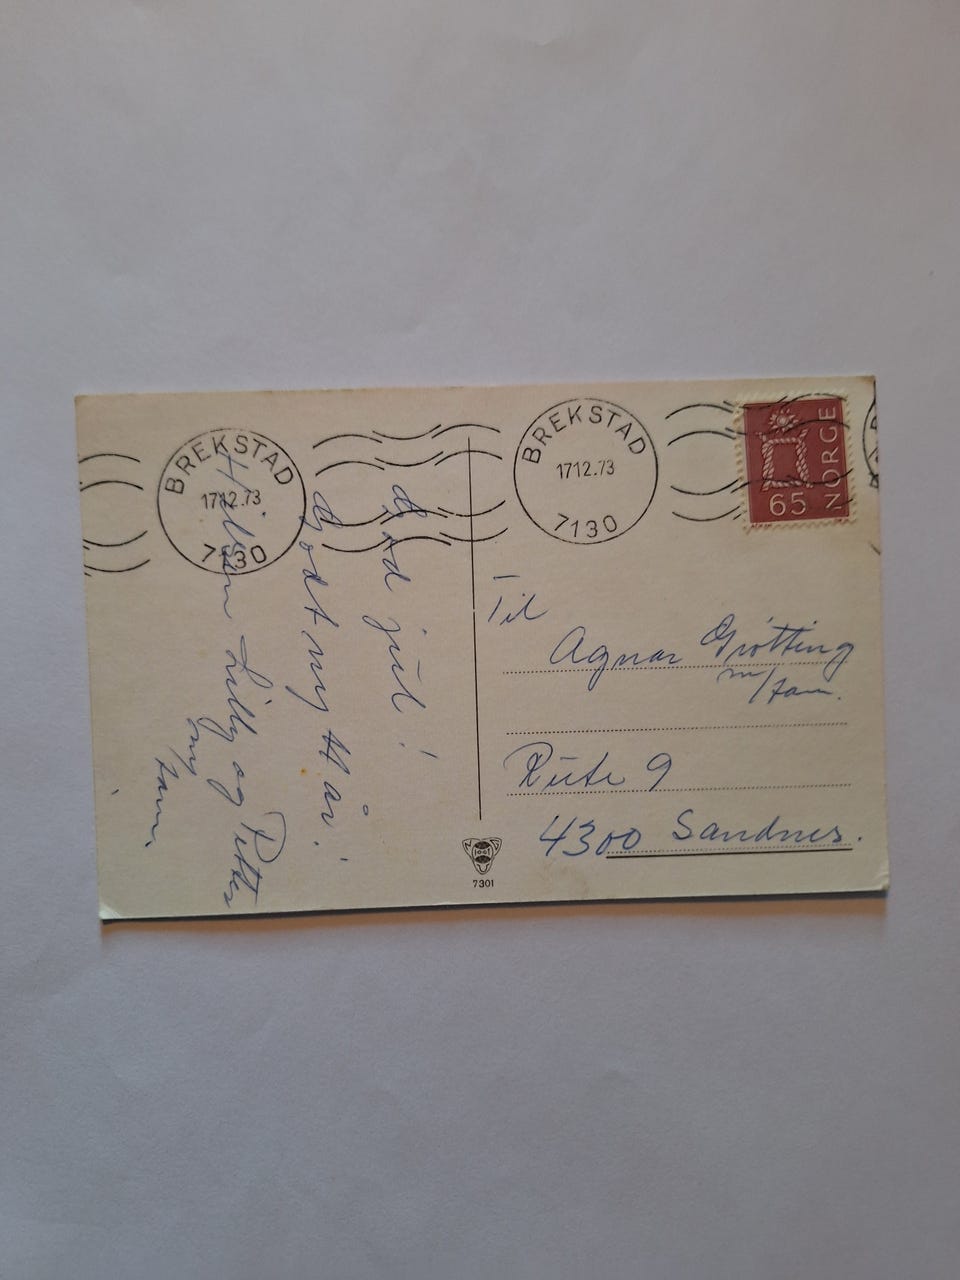 BREKSTAD
17.12.73
7130
BREKSTAD
17.12.73
7130
NORGE
65
God jul!
Godt nytt år!
Hilsen Lilly og Petter
m/fam.
Til
Agnar Grøtting
m/fam.
Rute 9
4300 Sandnes.
7301